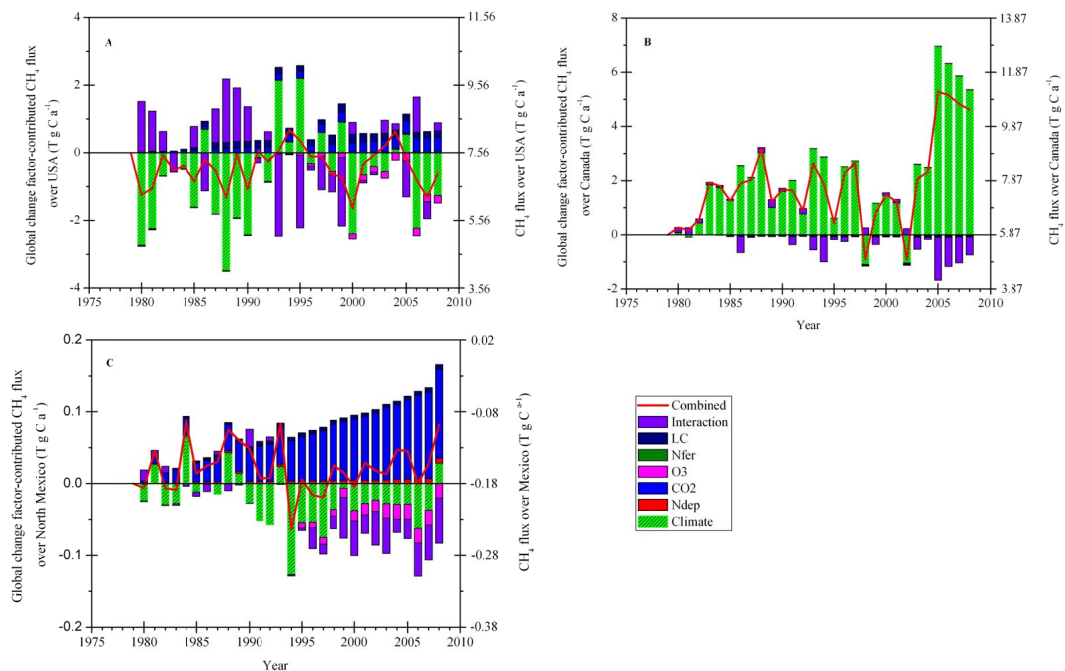 A
Global change factor-contributed CH4 flux
over USA (T g C a-1)
4
2
0
-2
-4
11.56
9.56
7.56
5.56
3.56
CH4 flux over USA (T g C a-1)
1975 1980 1985 1990 1995 2000 2005 2010
B
Global change factor-contributed CH4 flux
over Canada (T g C a-1)
8
6
4
2
0
-2
13.87
11.87
9.87
7.87
5.87
3.87
CH4 flux over Canada (T g C a-1)
1975 1980 1985 1990 1995 2000 2005 2010
Year
C
Global change factor-contributed CH4 flux
over North Mexico (T g C a-1)
0.2
0.1
0.0
-0.1
-0.2
0.02
-0.08
-0.18
-0.28
-0.38
CH4 flux over Mexico (T g C a-1)
1975 1980 1985 1990 1995 2000 2005 2010
Year
Combined
Interaction
LC
Nfer
O3
CO2
Ndep
Climate